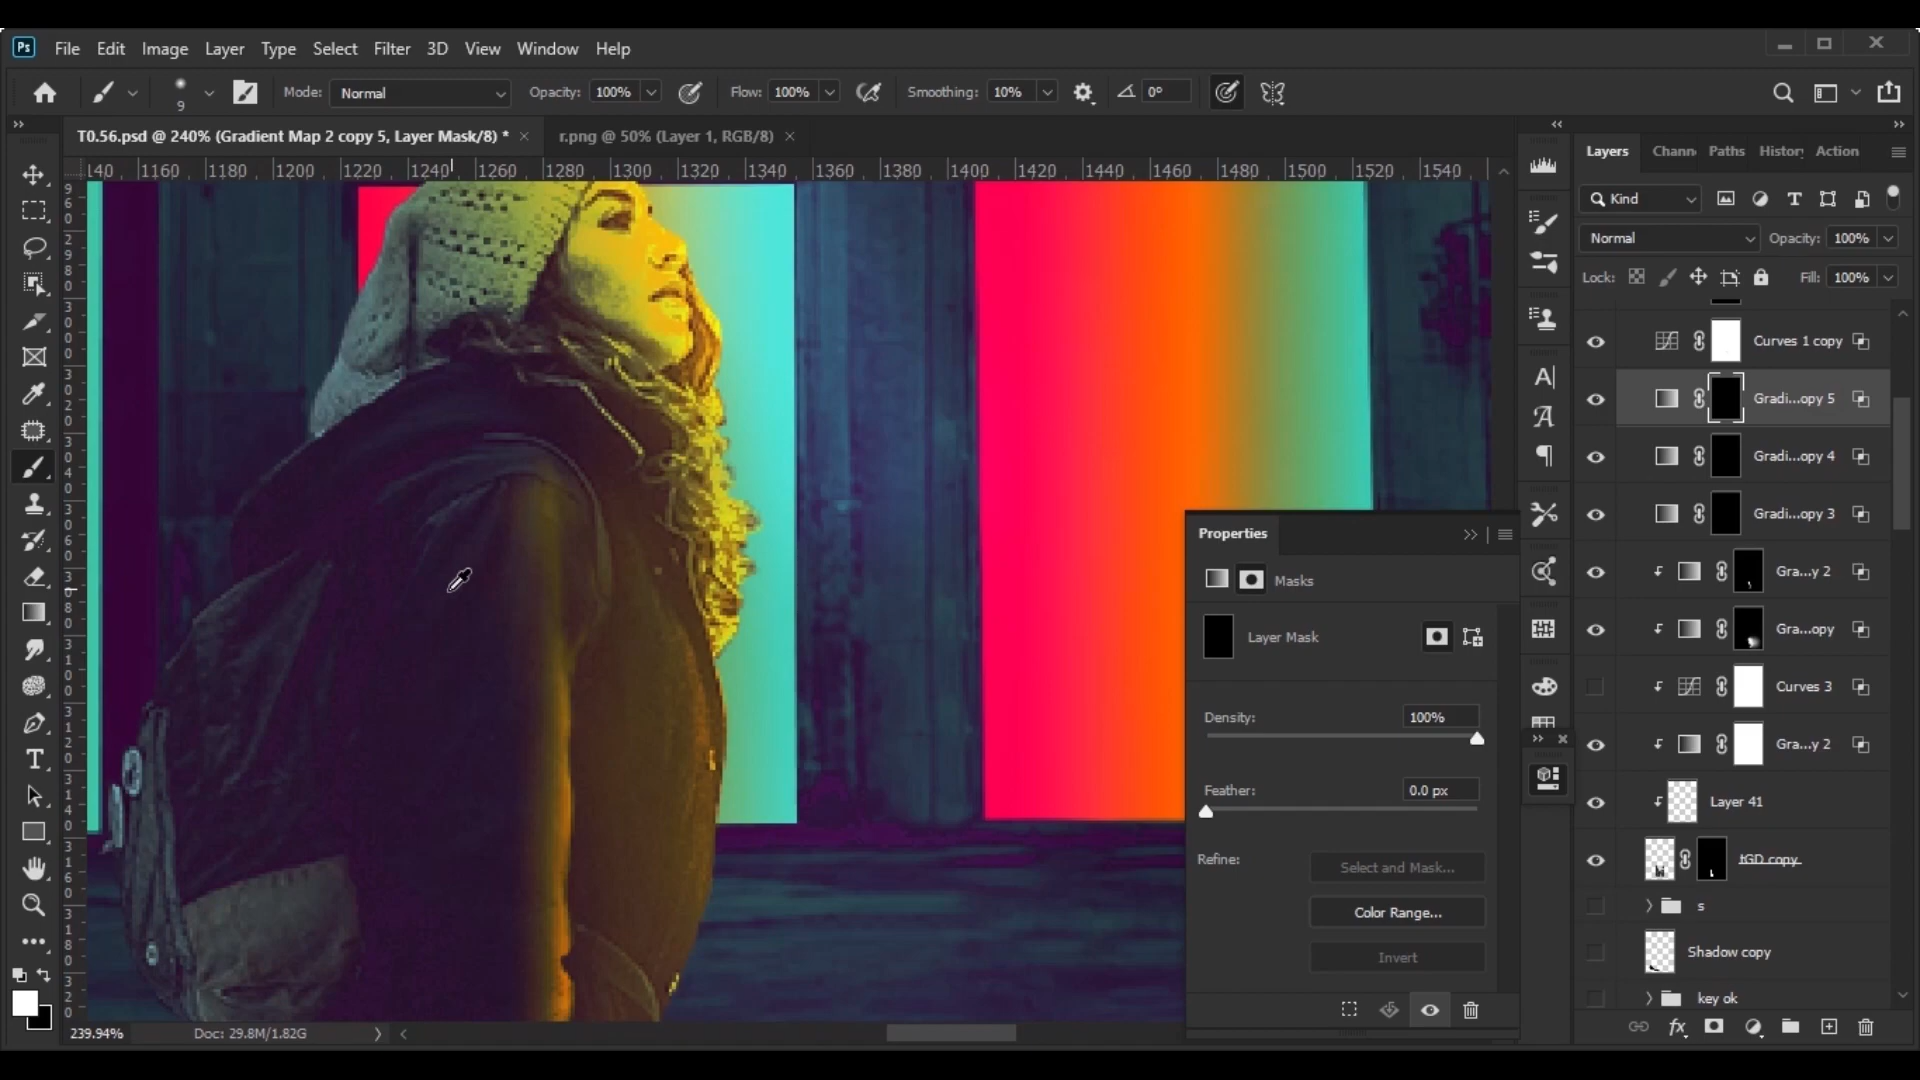 Ps File Edit Image Layer Type Select Filter 3D View Window Help
9 Mode: Normal Opacity: 100% Flow: 100% Smoothing: 10% 0°
T0.56.psd @ 240% (Gradient Map 2 copy 5, Layer Mask/8) * r.png @ 50% (Layer 1, RGB/8)
140 1160 1180 1200 1220 1240 1260 1280 1300 1320 1340 1360 1380 1400 1420 1440 1460 1480 1500 1520 1540
Layers Chann Paths Histor Action
Kind
Normal Opacity: 100%
Lock: Fill: 100%
Curves 1 copy
Gradi...opy 5
Gradi...opy 4
Gradi...opy 3
Gra...y 2
Gra...opy
Curves 3
Gra...y 2
Layer 41
tGD copy
s
Shadow copy
key ok
Properties
Masks
Layer Mask
Density: 100%
Feather: 0.0 px
Refine: Select and Mask...
Color Range...
Invert
239.94% Doc: 29.8M/1.82G